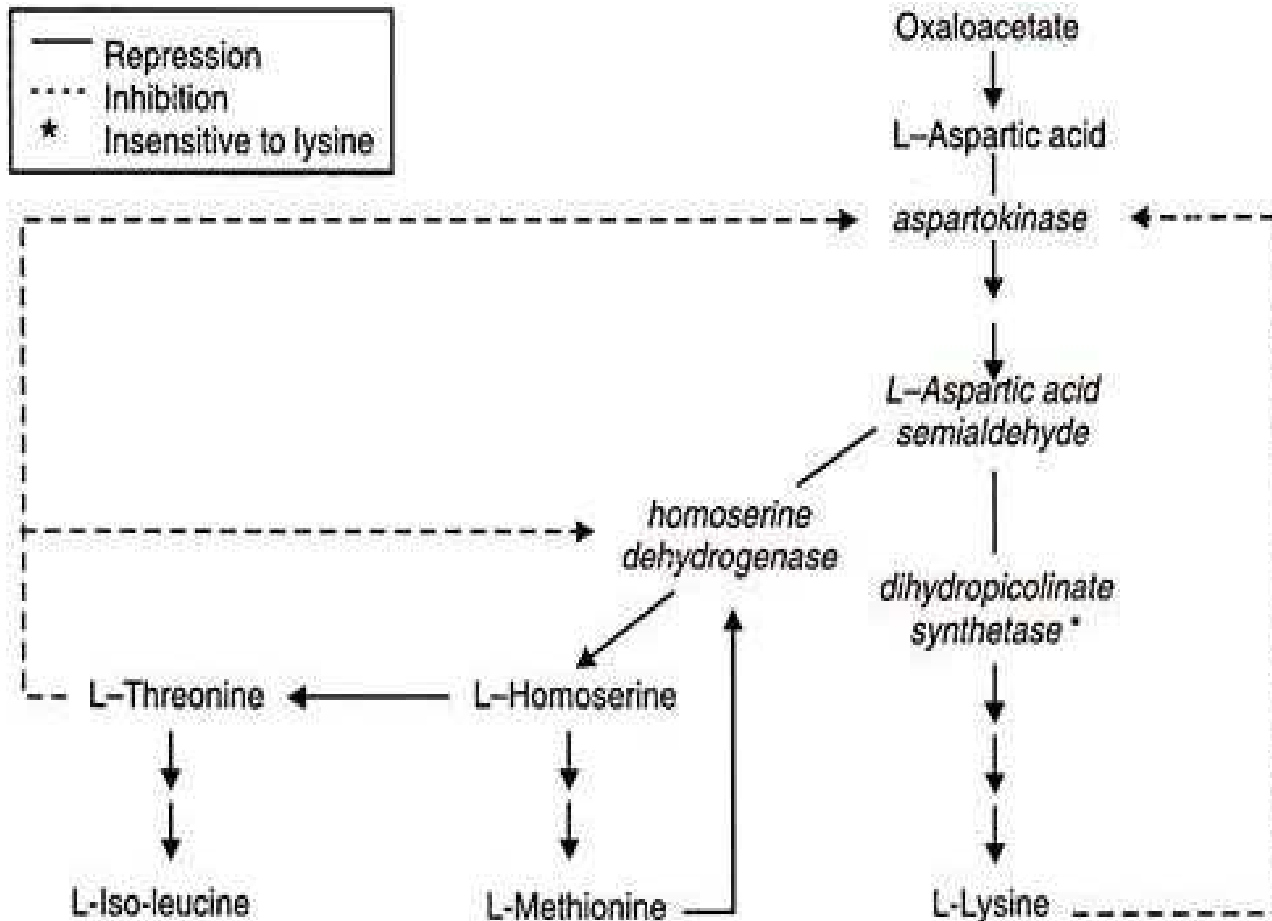 Repression
Inhibition
* Insensitive to lysine
Oxaloacetate
L–Aspartic acid
aspartokinase
L–Aspartic acid
semialdehyde
homoserine
dehydrogenase
dihydropicolinate
synthetase *
L–Threonine
L–Homoserine
L-Iso-leucine
L-Methionine
L-Lysine